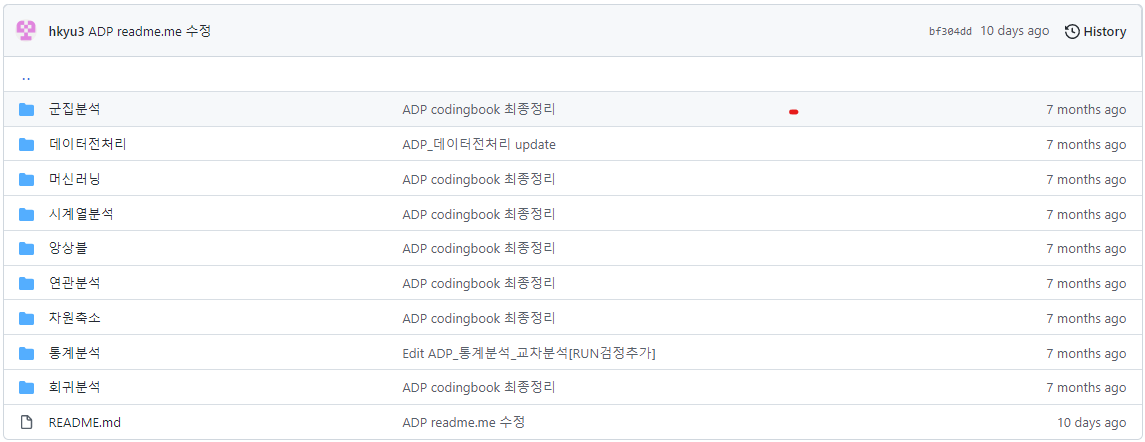 hkyu3 ADP readme.me 수정 bf304dd 10 days ago History
..
군집분석 ADP codingbook 최종정리 7 months ago
데이터전처리 ADP_데이터전처리 update 7 months ago
머신러닝 ADP codingbook 최종정리 7 months ago
시계열분석 ADP codingbook 최종정리 7 months ago
앙상블 ADP codingbook 최종정리 7 months ago
연관분석 ADP codingbook 최종정리 7 months ago
차원축소 ADP codingbook 최종정리 7 months ago
통계분석 Edit ADP_통계분석_교차분석[RUN검정추가] 7 months ago
회귀분석 ADP codingbook 최종정리 7 months ago
README.md ADP readme.me 수정 10 days ago